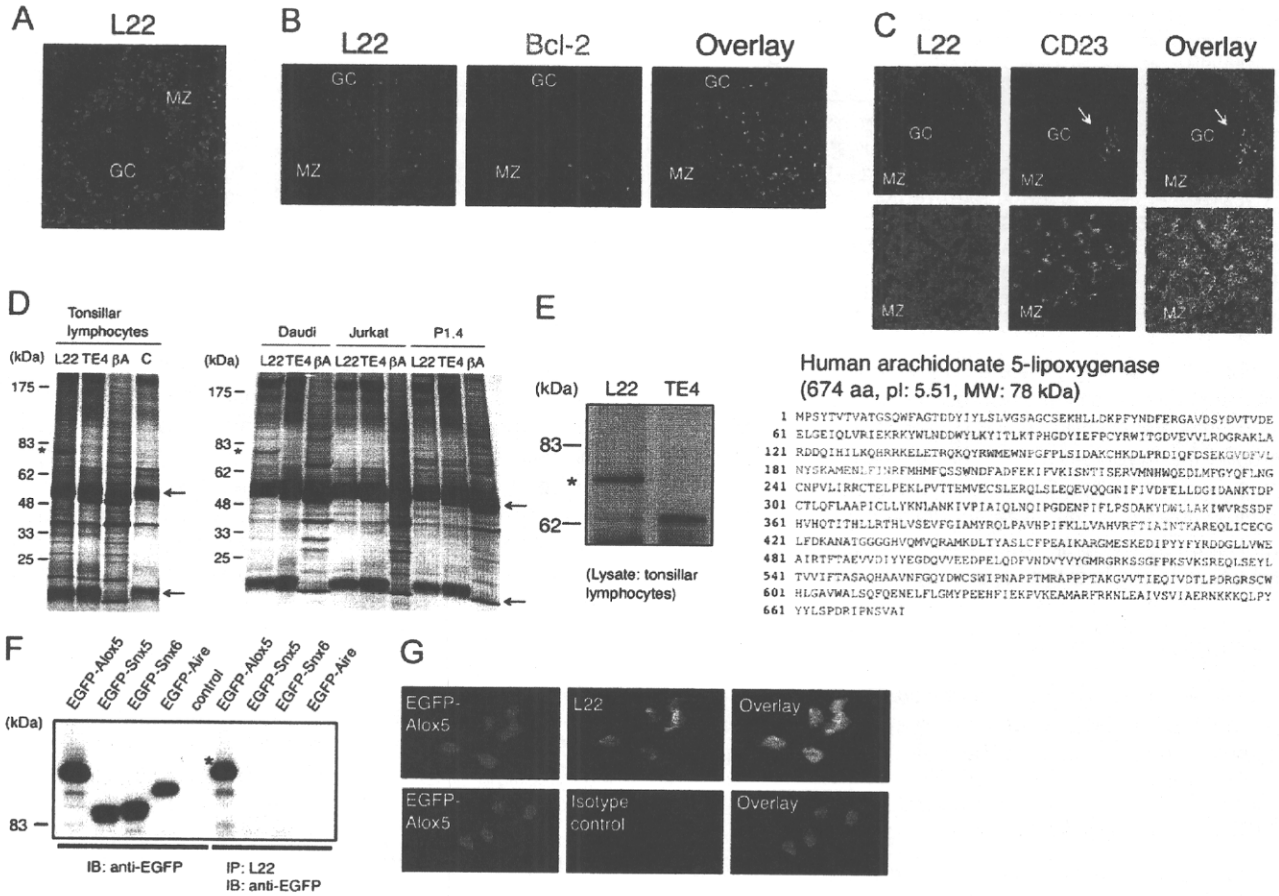 A
L22
MZ
GC
B
L22 Bcl-2 Overlay
GC GC GC
MZ MZ MZ
C
L22 CD23 Overlay
GC GC GC
MZ MZ MZ
MZ MZ MZ
D
Tonsillar
lymphocytes
(kDa) L22 TE4 βA C
175
83
*
62
48
33
25
Daudi Jurkat P1.4
(kDa) L22 TE4 βA L22 TE4 βA L22 TE4 βA
175
83
*
62
48
33
25
E
(kDa) L22 TE4
83
*
62
(Lysate: tonsillar
lymphocytes)
Human arachidonate 5-lipoxygenase
(674 aa, pI: 5.51, MW: 78 kDa)
1 MPSYTVTVATGSQWFAGTDDYIYLSLVGSAGCSEKHLLDKPFYNDFERGAVDSYDVTVDE
61 ELGEIQLVRIEKRKYWLNDDWYLKYITLKTPHGDYIEFPCYRWITGDVEVVLRDGRAKLA
121 RDDQIHILKQHRRKELETRQKQYRWMEWNPGFPLSIDAKCHKDLPRDIQFDSEKGVDFVL
181 NYSKAMENLFINRFMHMFQSSWNDFADFEKIFVKISNTISERVMNHWQEDLMFGYQFLNG
241 CNPVLIRRCTELPEKLPVTTEMVECSLERQLSLEQEVQQGNIFIVDFELLDGIDANKTDP
301 CTLQFLAAPICLLYKNLANKIVPIAIQLNQIPGDENPIFLPSDAKYDWLLAKIWVRSSDF
361 HVHQTITHLLRTHLVSEVFGIAMYRQLPAVHPIFKLLVAHVRFTIAINTKAREQLICECG
421 LFDKANATGGGGHVQMVQRAMKDLTYASLCFPEAIKARGMESKEDIPYYFYRDDGLLVWE
481 AIRTFTAEVVDIYYEGDQVVEEDPELQDFVNDVYVYGMRGRKSSGFPKSVKSREQLSEYL
541 TVVIFTASAQHAAVNFGQYDWCSWIPNAPPTMRAPPPTAKGVVTIEQIVDTLPDRGRSCW
601 HLGAVWALSQFQENELFLGMYPEEHFIEKPVKEAMARFRKNLEAIVSVIAERNKKKQLPY
661 YYLSPDRIPNSVAI
F
EGFP-Alox5 EGFP-Snx5 EGFP-Snx6 EGFP-Aire control EGFP-Alox5 EGFP-Snx5 EGFP-Snx6 EGFP-Aire
(kDa)
*
83
IB: anti-EGFP
IP: L22
IB: anti-EGFP
G
EGFP-
Alox5
L22
Overlay
EGFP-
Alox5
Isotype
control
Overlay